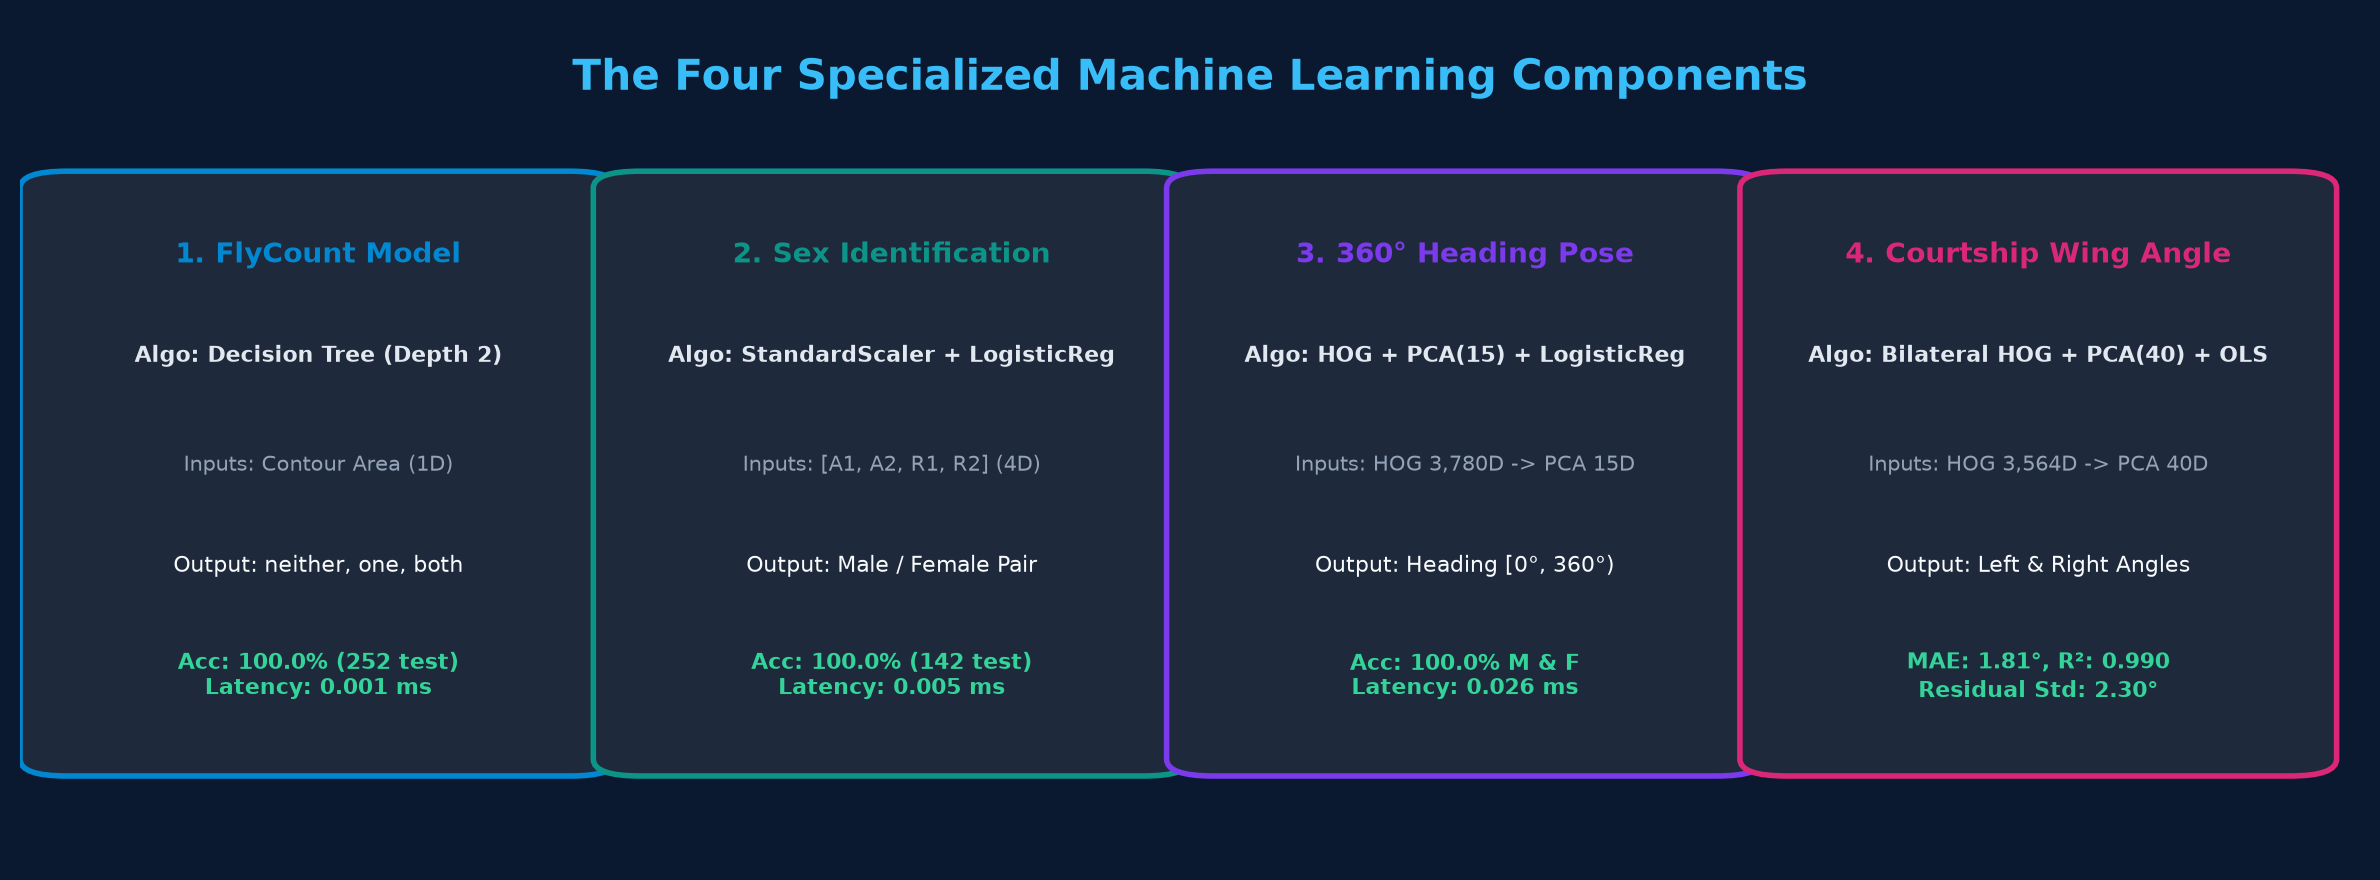 The Four Specialized Machine Learning Components
1. FlyCount Model
Algo: Decision Tree (Depth 2)
Inputs: Contour Area (1D)
Output: neither, one, both
Acc: 100.0% (252 test)
Latency: 0.001 ms
2. Sex Identification
Algo: StandardScaler + LogisticReg
Inputs: [A1, A2, R1, R2] (4D)
Output: Male / Female Pair
Acc: 100.0% (142 test)
Latency: 0.005 ms
3. 360° Heading Pose
Algo: HOG + PCA(15) + LogisticReg
Inputs: HOG 3,780D -> PCA 15D
Output: Heading [0°, 360°)
Acc: 100.0% M & F
Latency: 0.026 ms
4. Courtship Wing Angle
Algo: Bilateral HOG + PCA(40) + OLS
Inputs: HOG 3,564D -> PCA 40D
Output: Left & Right Angles
MAE: 1.81°, R²: 0.990
Residual Std: 2.30°